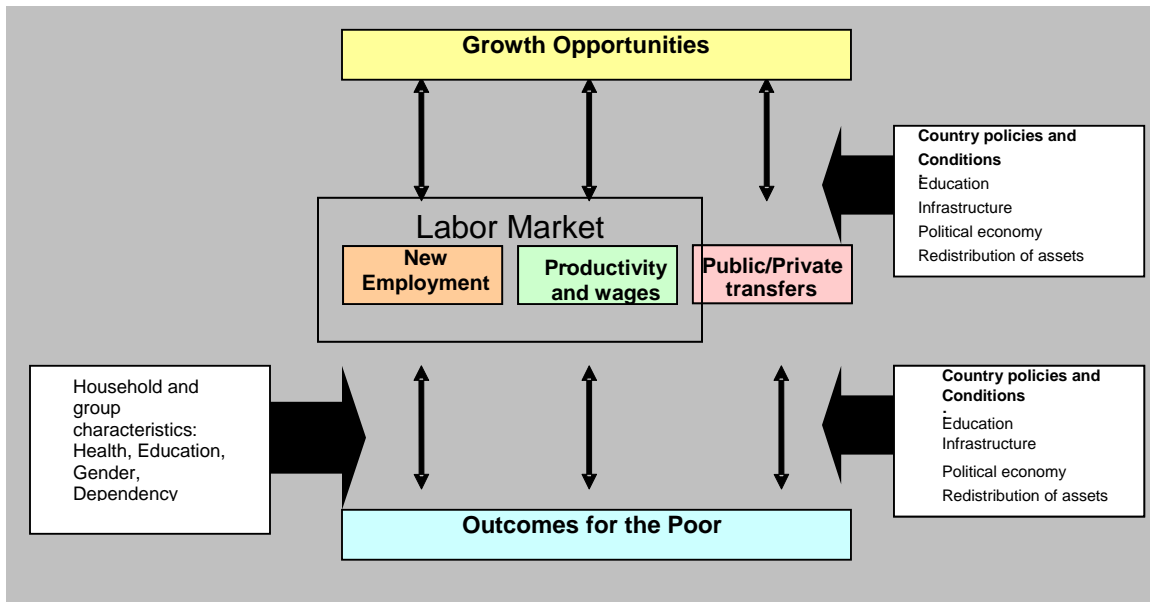 Growth Opportunities
Country policies and
Conditions
:
Education
Infrastructure
Political economy
Redistribution of assets
Labor Market
New
Employment
Productivity
and wages
Public/Private
transfers
Household and
group
characteristics:
Health, Education,
Gender,
Dependency
Country policies and
Conditions
:
Education
Infrastructure
Political economy
Redistribution of assets
Outcomes for the Poor